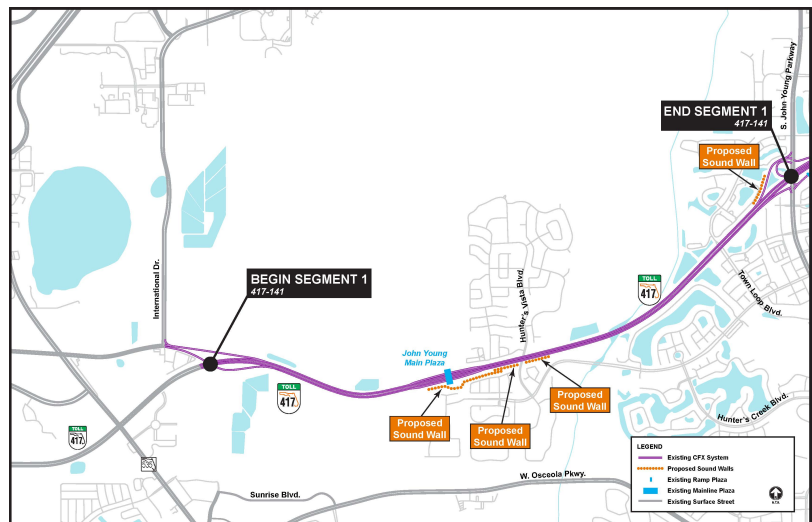 S. John Young Parkway
END SEGMENT 1
417-141
Proposed
Sound Wall
International Dr.
BEGIN SEGMENT 1
417-141
Hunter's Vista Blvd.
TOLL
417
Town Loop Blvd.
John Young
Main Plaza
TOLL
417
Proposed
Sound Wall
Proposed
Sound Wall
Proposed
Sound Wall
Hunter's Creek Blvd.
TOLL
417
W. Osceola Pkwy.
Sunrise Blvd.
LEGEND
Existing CFX System
Proposed Sound Walls
Existing Ramp Plaza
Existing Mainline Plaza
Existing Surface Street